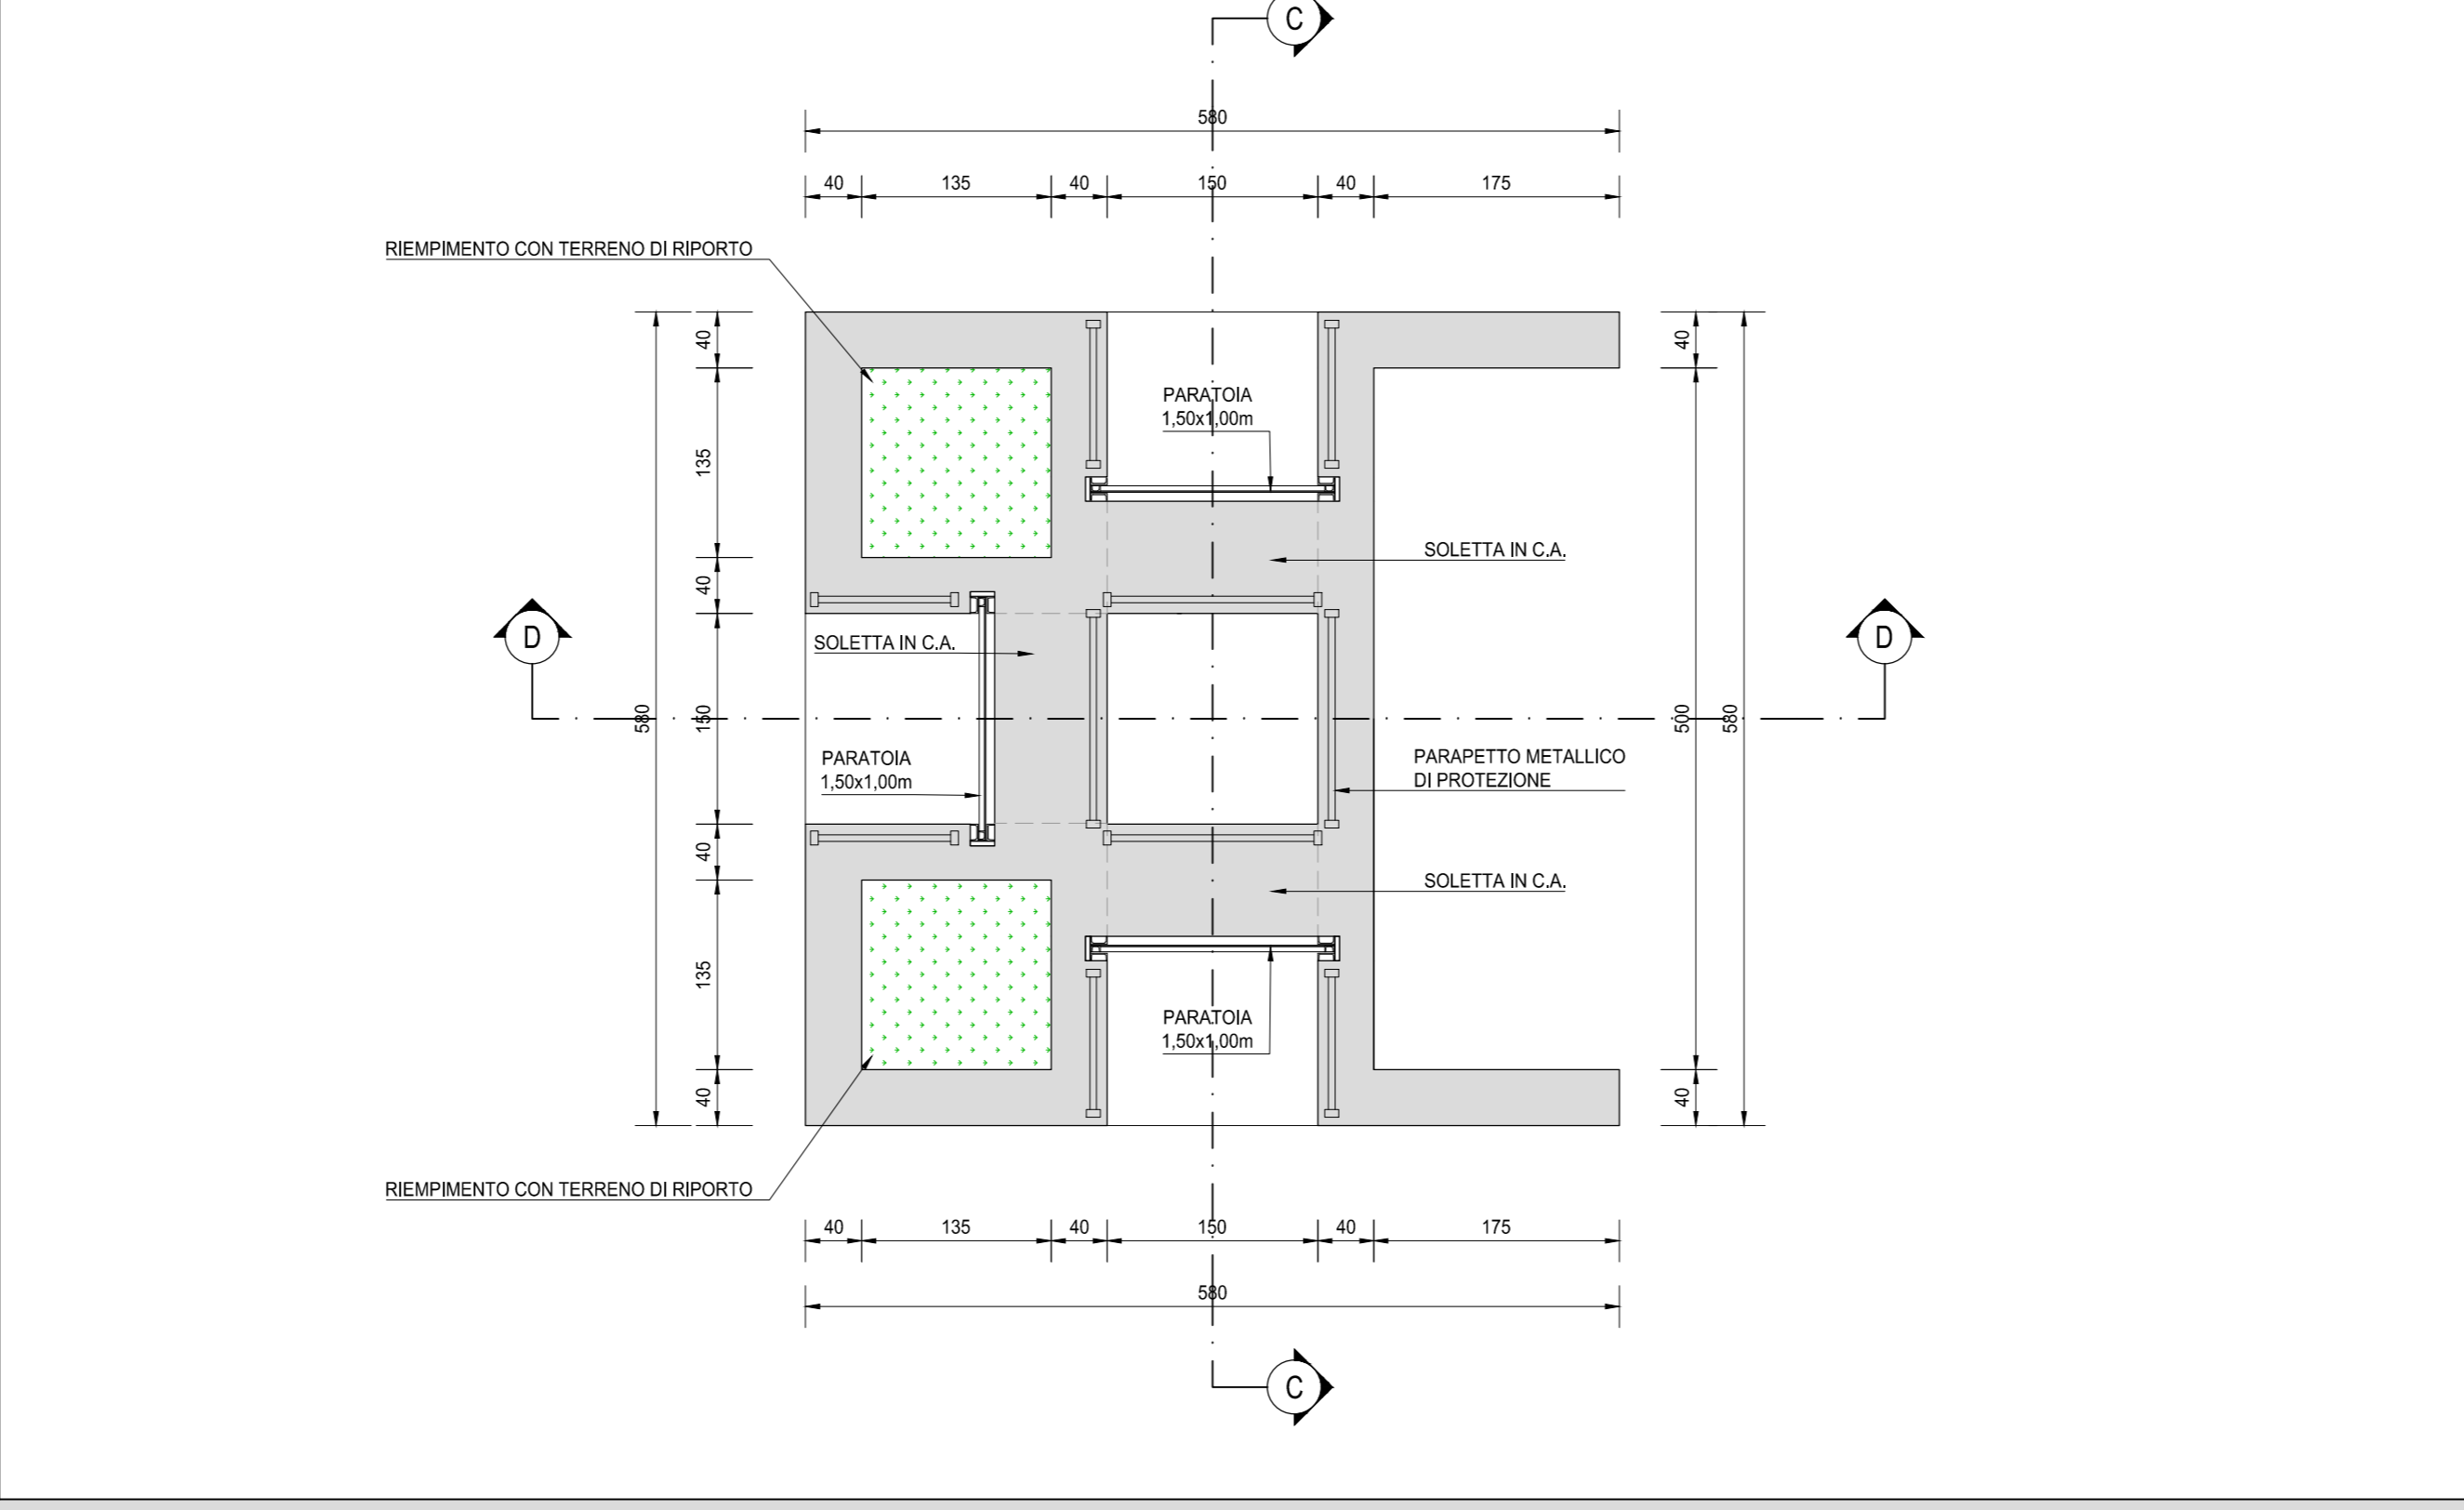 C
580
40 135 40 150 40 175
RIEMPIMENTO CON TERRENO DI RIPORTO
40
40
PARATOIA
1,50x1,00m
135
SOLETTA IN C.A.
40
D
D
SOLETTA IN C.A.
580
150
500
580
PARATOIA
1,50x1,00m
PARAPETTO METALLICO
DI PROTEZIONE
40
SOLETTA IN C.A.
135
PARATOIA
1,50x1,00m
40
40
RIEMPIMENTO CON TERRENO DI RIPORTO
40 135 40 150 40 175
580
C